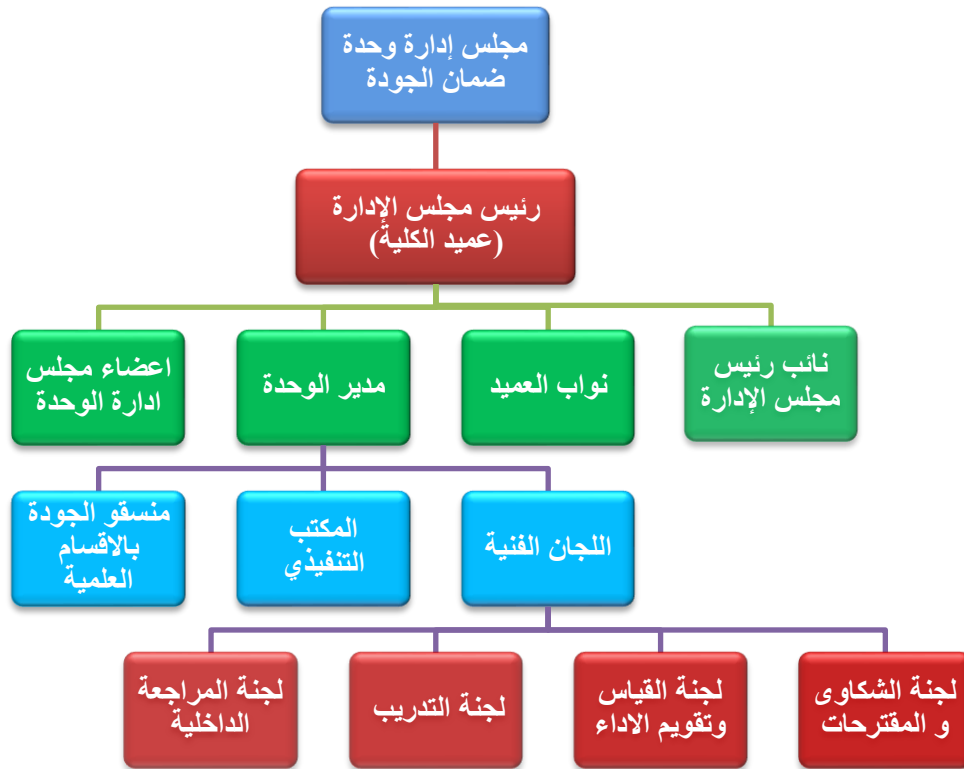 مجلس إدارة وحدة
ضمان الجودة
رئيس مجلس الإدارة
(عميد الكلية)
نائب رئيس
مجلس الإدارة
نواب العميد
مدير الوحدة
اعضاء مجلس
ادارة الوحدة
اللجان الفنية
المكتب
التنفيذي
منسقو الجودة
بالاقسام
العلمية
لجنة الشكاوى
و المقترحات
لجنة القياس
وتقويم الاداء
لجنة التدريب
لجنة المراجعة
الداخلية